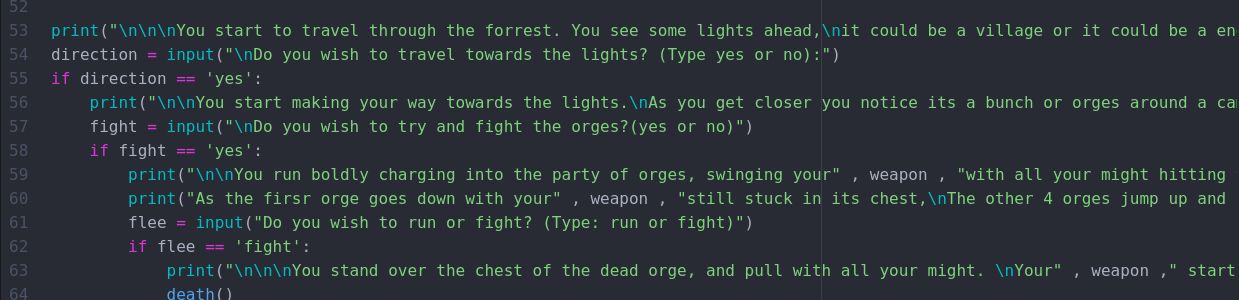 52
53 print("\n\n\nYou start to travel through the forrest. You see some lights ahead,\nit could be a village or it could be a en
54 direction = input("\nDo you wish to travel towards the lights? (Type yes or no):")
55 if direction == 'yes':
56 print("\n\nYou start making your way towards the lights.\nAs you get closer you notice its a bunch or orges around a ca
57 fight = input("\nDo you wish to try and fight the orges?(yes or no)")
58 if fight == 'yes':
59 print("\n\nYou run boldly charging into the party of orges, swinging your" , weapon , "with all your might hitting
60 print("As the firsr orge goes down with your" , weapon , "still stuck in its chest,\nThe other 4 orges jump up and
61 flee = input("Do you wish to run or fight? (Type: run or fight)")
62 if flee == 'fight':
63 print("\n\n\nYou stand over the chest of the dead orge, and pull with all your might. \nYour" , weapon ," start
64 death()